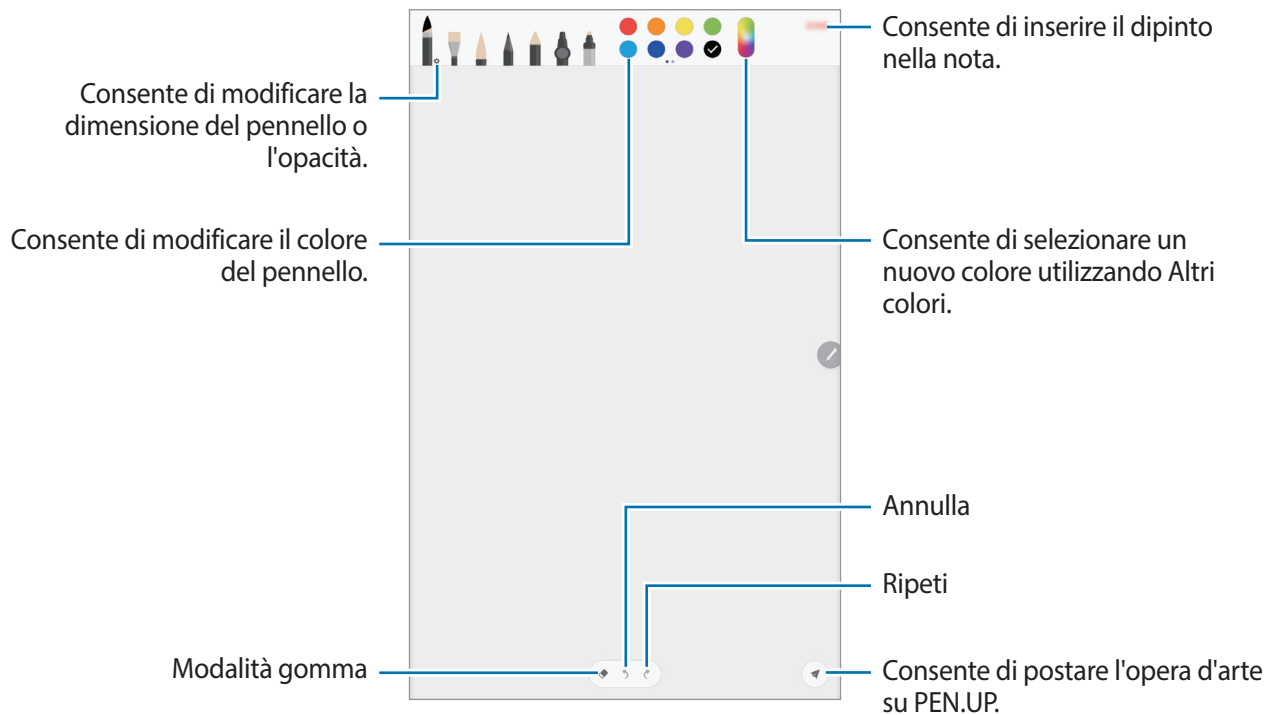 Consente di inserire il dipinto
nella nota.
Consente di modificare la
dimensione del pennello o
l'opacità.
Consente di modificare il colore
del pennello.
Consente di selezionare un
nuovo colore utilizzando Altri
colori.
Annulla
Ripeti
Modalità gomma
Consente di postare l'opera d'arte
su PEN.UP.